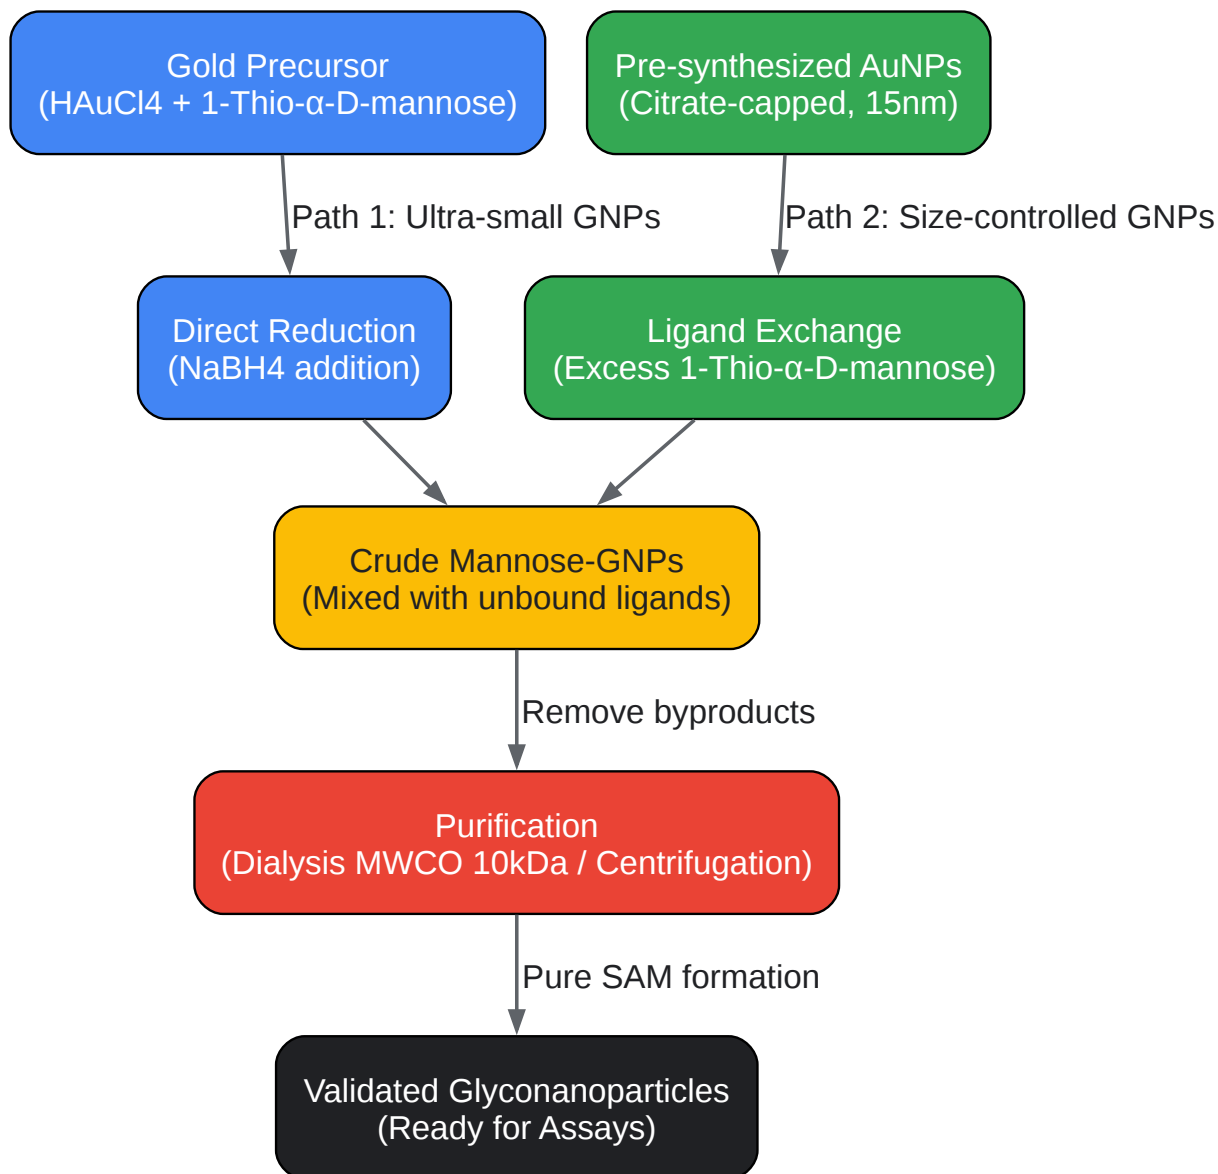 Gold Precursor
(HAuCl4 + 1-Thio-α-D-mannose)
Pre-synthesized AuNPs
(Citrate-capped, 15nm)
Path 1: Ultra-small GNPs
Path 2: Size-controlled GNPs
Direct Reduction
(NaBH4 addition)
Ligand Exchange
(Excess 1-Thio-α-D-mannose)
Crude Mannose-GNPs
(Mixed with unbound ligands)
Remove byproducts
Purification
(Dialysis MWCO 10kDa / Centrifugation)
Pure SAM formation
Validated Glyconanoparticles
(Ready for Assays)